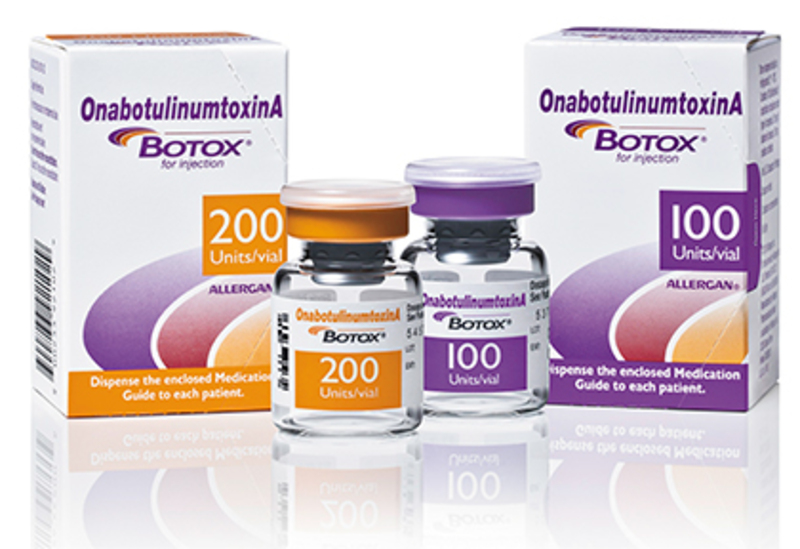 OnabotulinumtoxinA
BOTOX®
for injection
200
Units/vial
ALLERGAN
Dispense the enclosed Medication
Guide to each patient.
OnabotulinumtoxinA
BOTOX®
200
Units/vial
OnabotulinumtoxinA
BOTOX®
100
Units/vial
OnabotulinumtoxinA
BOTOX®
for injection
100
Units/vial
ALLERGAN
Dispense the enclosed Medication
Guide to each patient.